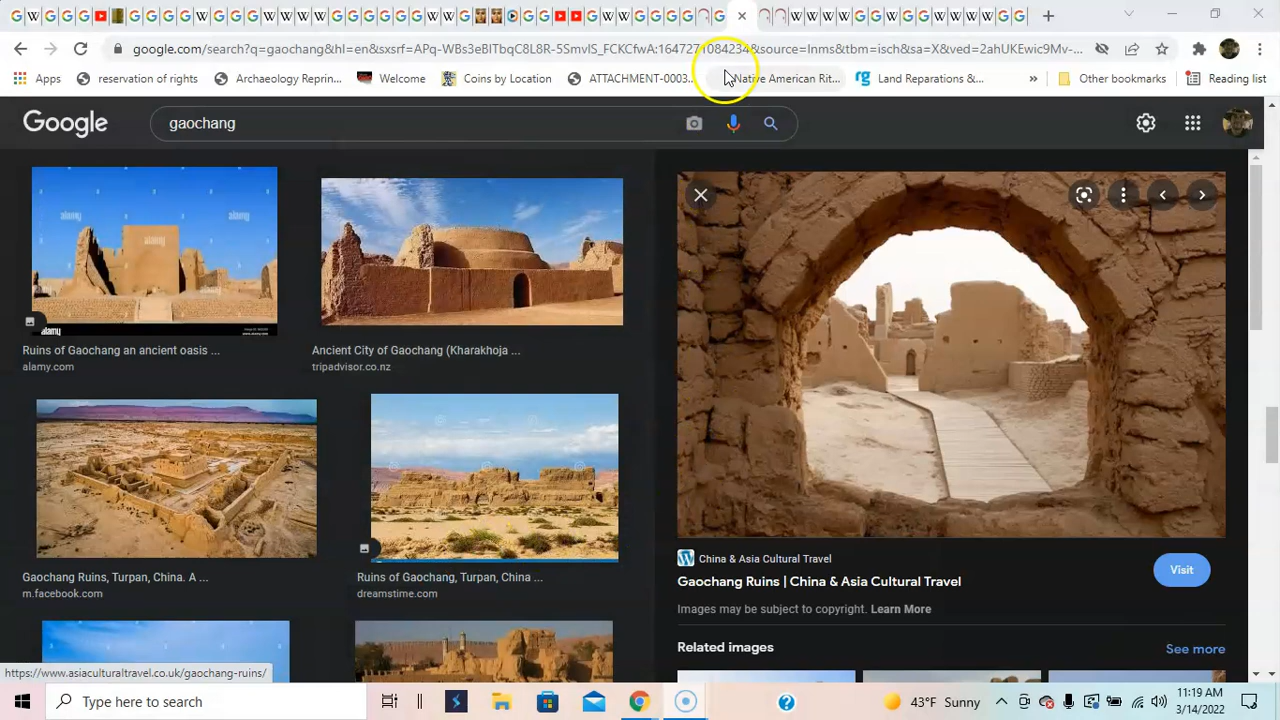 google.com/search?q=gaochang&hl=en&sxsrf=APq-WBs3eBITbqC8L8R-5SmvIS_FCKCfwA:1647271084234&source=lnms&tbm=isch&sa=X&ved=2ahUKEwic9Mv-...
Apps reservation of rights Archaeology Reprin... Welcome Coins by Location ATTACHMENT-0003... Native American Rit... Land Reparations &... » Other bookmarks Reading list
Google gaochang
alamy
alamy
Ruins of Gaochang an ancient oasis ...
alamy.com
Ancient City of Gaochang (Kharakhoja ...
tripadvisor.co.nz
Gaochang Ruins, Turpan, China. A ...
m.facebook.com
Ruins of Gaochang, Turpan, China ...
dreamstime.com
China & Asia Cultural Travel
Gaochang Ruins | China & Asia Cultural Travel
Visit
Images may be subject to copyright. Learn More
Related images See more
https://www.asiaculturaltravel.co.uk/gaochang-ruins/
Type here to search
43°F Sunny
11:19 AM
3/14/2022